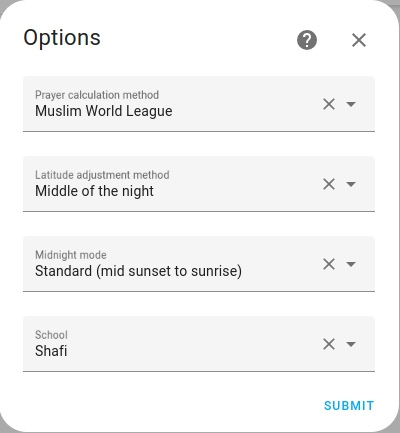 Options
Prayer calculation method
Muslim World League
Latitude adjustment method
Middle of the night
Midnight mode
Standard (mid sunset to sunrise)
School
Shafi
SUBMIT